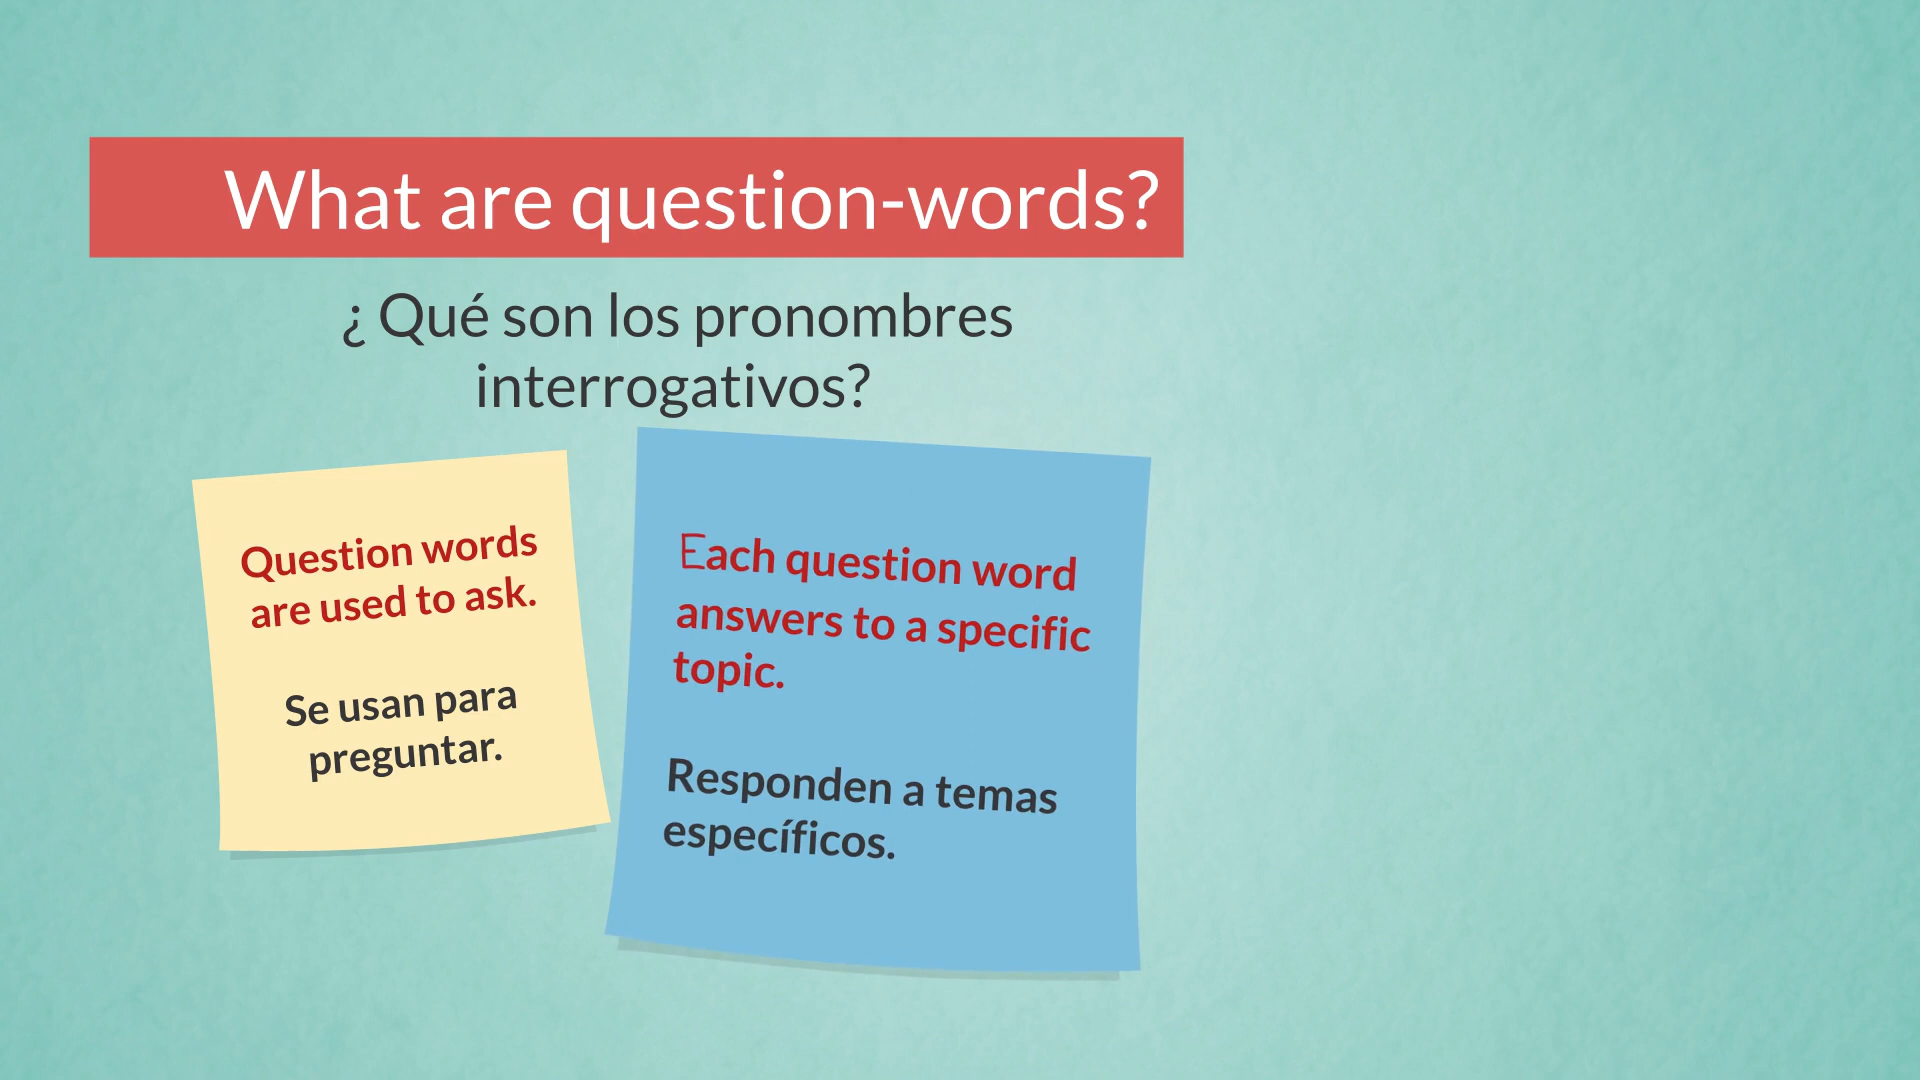 What are question-words?
¿ Qué son los pronombres
interrogativos?
Question words
are used to ask.
Se usan para
preguntar.
Each question word
answers to a specific
topic.
Responden a temas
específicos.